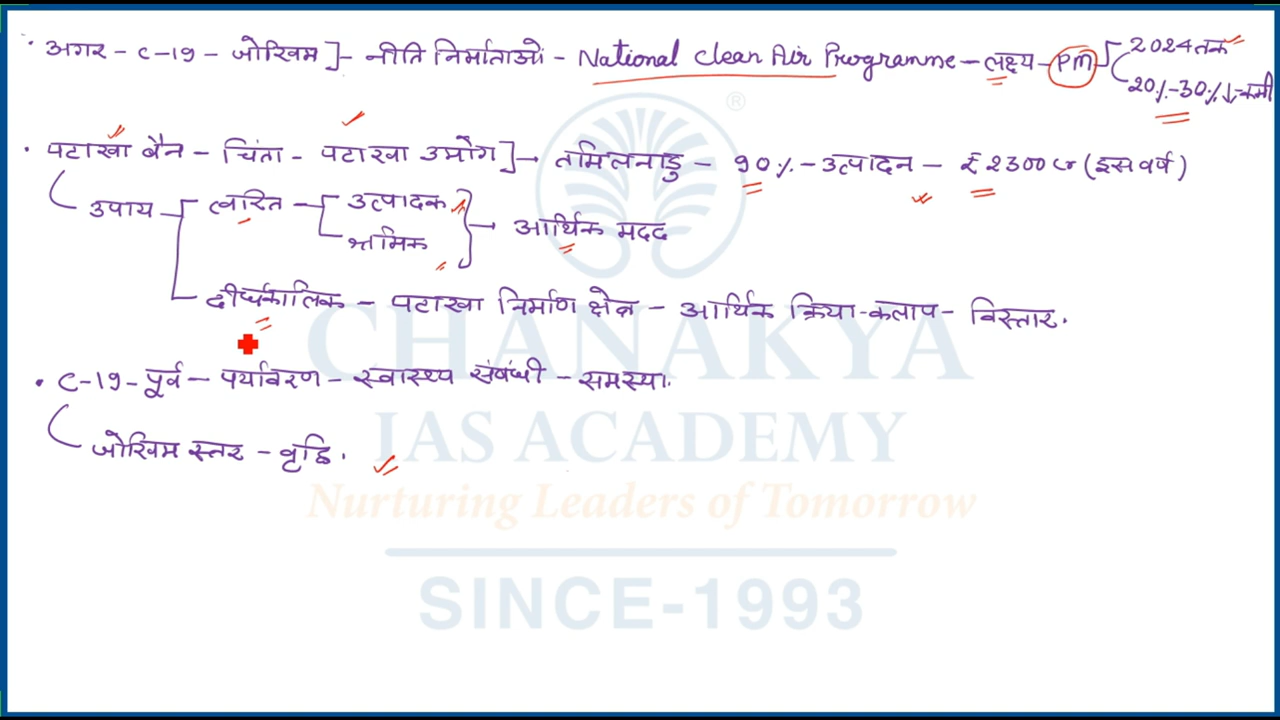 · अगर - C-19 - जोखिम ] - नीति निर्माताओं - National Clean Air Programme - लक्ष्य - PM
2024 तक
20% - 30% ↓ कमी
· पटाखा बैन - चिंता - पटाखा उद्योग ] → तमिलनाडु - 90% - उत्पादन - ₹ 2300 cr (इस वर्ष)
उपाय
त्वरित
उत्पादक
श्रमिक
→ आर्थिक मदद
दीर्घकालिक - पटाखा निर्माण क्षेत्र - आर्थिक क्रिया-कलाप - विस्तार.
· C-19 - पूर्व - पर्यावरण - स्वास्थ्य संबंधी - समस्या.
जोखिम स्तर - वृद्धि.
CHANAKYA
IAS ACADEMY
Nurturing Leaders of Tomorrow
SINCE-1993
®